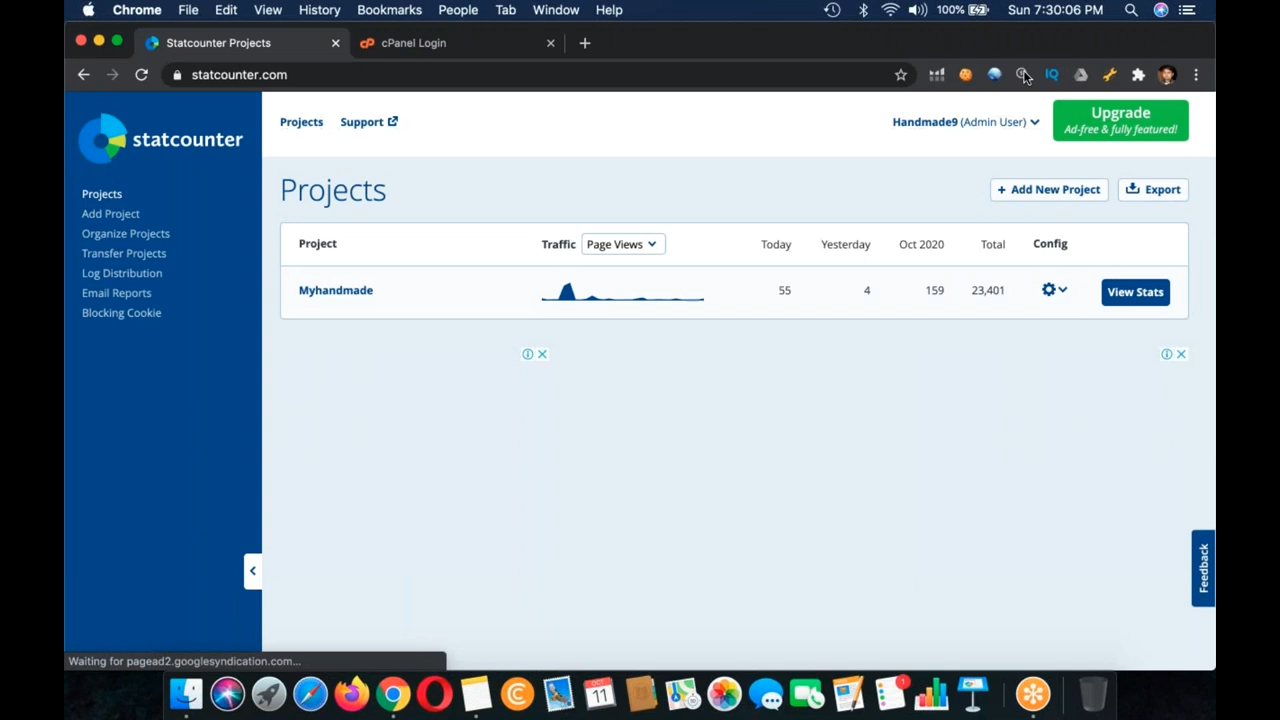 Chrome File Edit View History Bookmarks People Tab Window Help 100% Sun 7:30:06 PM
Statcounter Projects cPanel Login
statcounter.com IQ
statcounter
Projects Support
Handmade9 (Admin User)
Upgrade
Ad-free & fully featured!
Projects
Add Project
Organize Projects
Transfer Projects
Log Distribution
Email Reports
Blocking Cookie
Projects
+ Add New Project Export
Project Traffic Page Views Today Yesterday Oct 2020 Total Config
Myhandmade 55 4 159 23,401 View Stats
Feedback
Waiting for pagead2.googlesyndication.com...
11
1